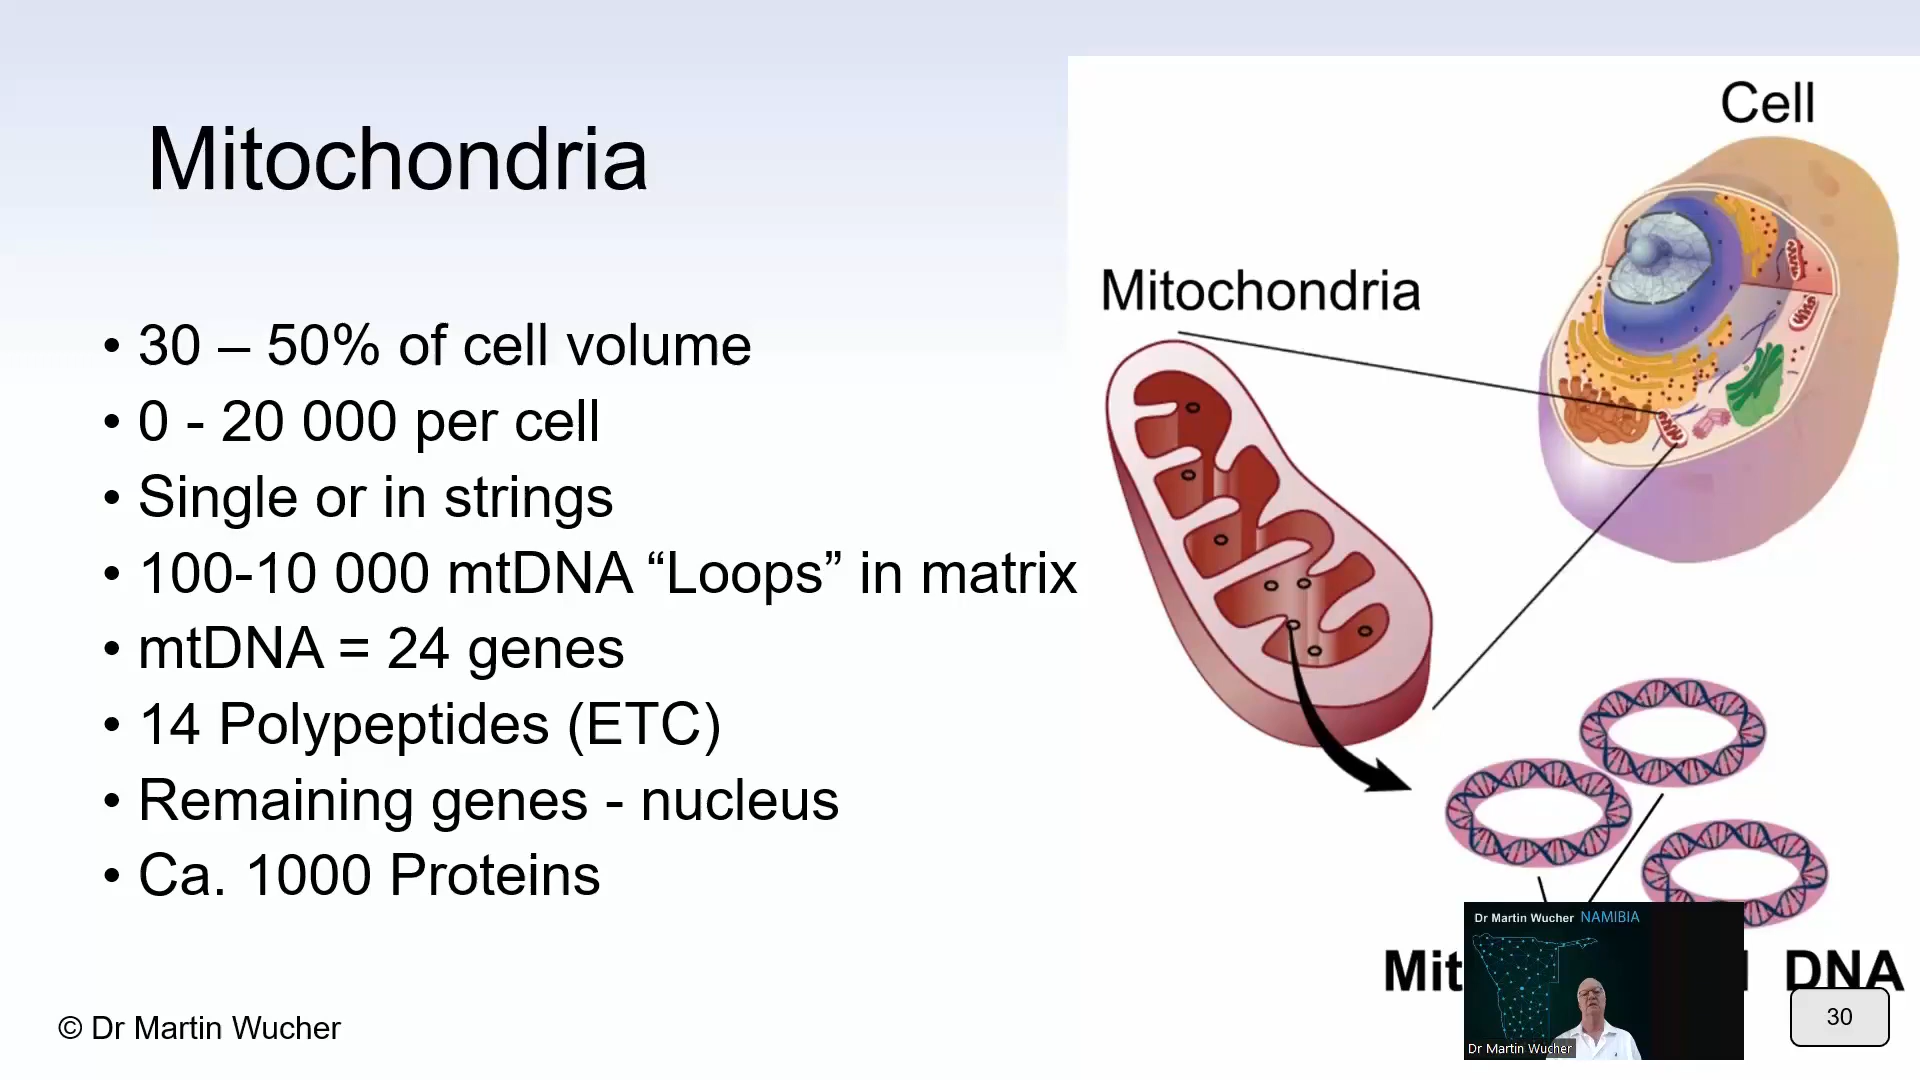 Mitochondria
• 30 – 50% of cell volume
• 0 - 20 000 per cell
• Single or in strings
• 100-10 000 mtDNA “Loops” in matrix
• mtDNA = 24 genes
• 14 Polypeptides (ETC)
• Remaining genes - nucleus
• Ca. 1000 Proteins
© Dr Martin Wucher
Cell
Mitochondria
DNA
Dr Martin Wucher NAMIBIA
Dr Martin Wucher
30